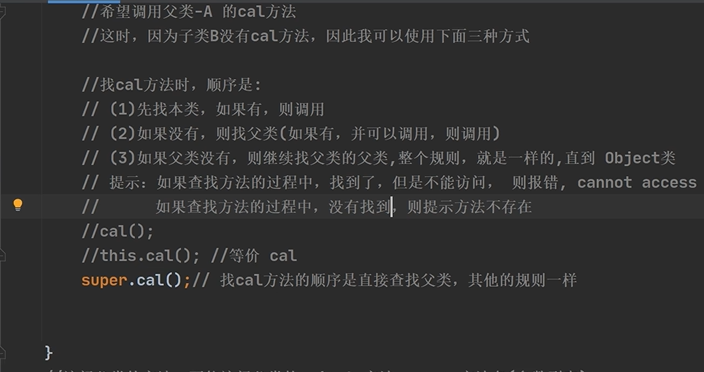 //希望调用父类-A 的cal方法
//这时，因为子类B没有cal方法，因此我可以使用下面三种方式
//找cal方法时，顺序是:
// (1)先找本类，如果有，则调用
// (2)如果没有，则找父类(如果有，并可以调用，则调用)
// (3)如果父类没有，则继续找父类的父类,整个规则，就是一样的,直到 Object类
// 提示：如果查找方法的过程中，找到了，但是不能访问， 则报错, cannot access
// 如果查找方法的过程中，没有找到，则提示方法不存在
//cal();
//this.cal(); //等价 cal
super.cal();// 找cal方法的顺序是直接查找父类，其他的规则一样
}